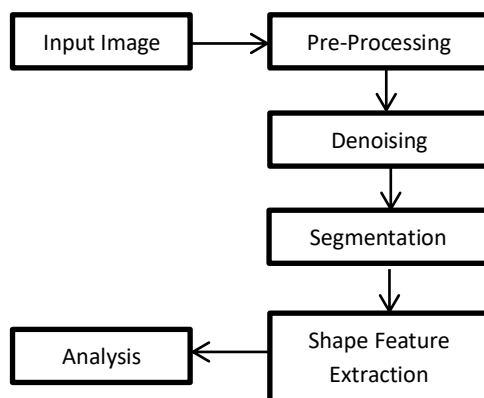 Input Image
Pre-Processing
Denoising
Segmentation
Shape Feature
Extraction
Analysis